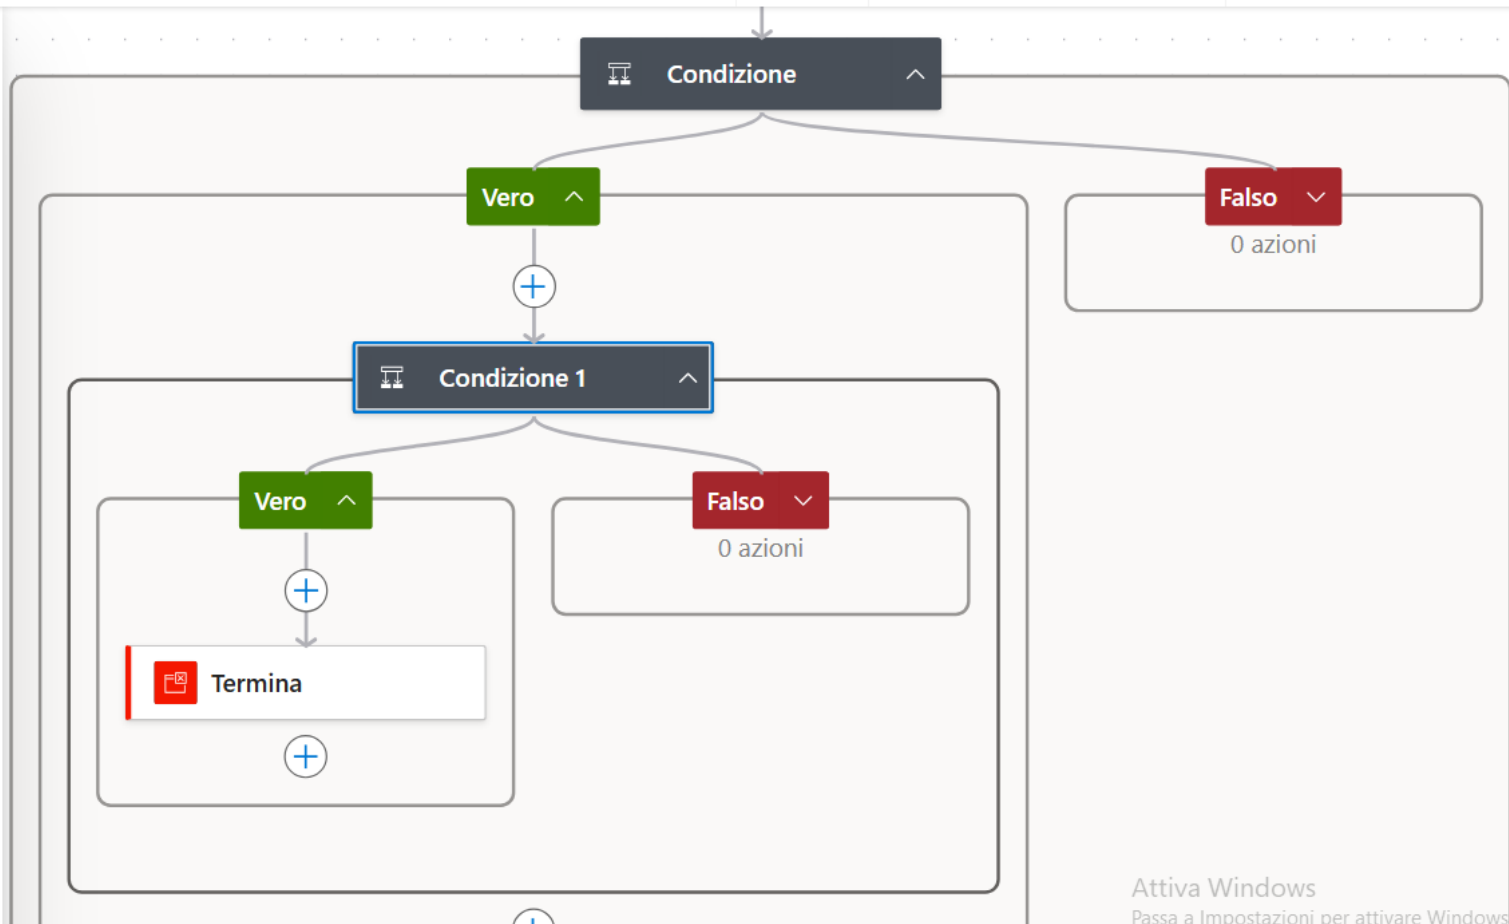 Condizione
Vero
Falso
0 azioni
Condizione 1
Vero
Falso
0 azioni
Termina
Attiva Windows
Passa a Impostazioni per attivare Windows